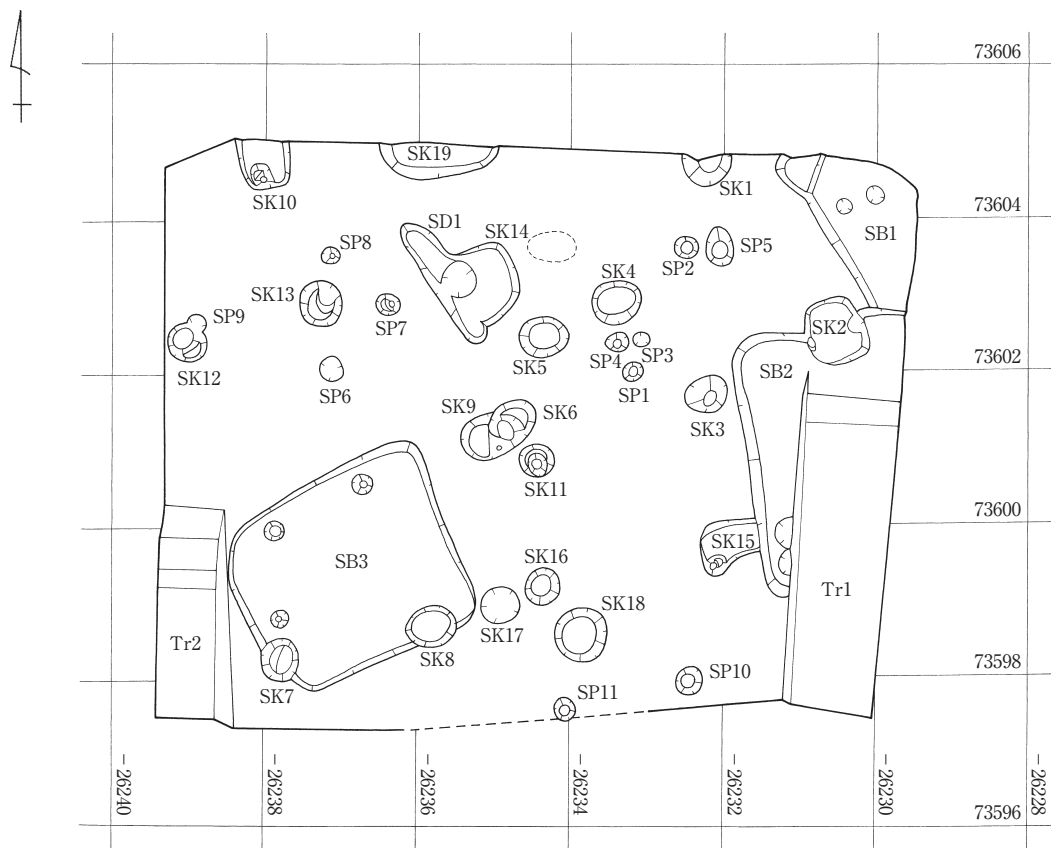 73606
SK19
SK10
SK1
73604
SD1
SK14
SB1
SP8
SP2
SP5
SK4
SK13
SP7
SP9
SK2
SK12
SK5
SP4
SP3
SP6
SP1
SB2
73602
SK9
SK6
SK3
SK11
73600
SK15
SK16
SB3
Tr1
SK18
Tr2
SK17
SK8
SK7
SP10
73598
SP11
-26240
-26238
-26236
-26234
-26232
-26230
-26228
73596